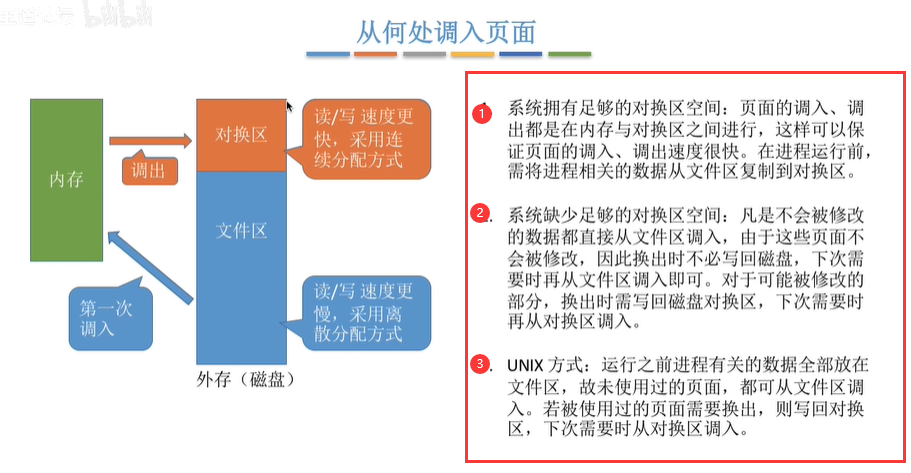 从何处调入页面
内存
调出
第一次
调入
对换区
文件区
外存（磁盘）
读/写 速度更
快，采用连
续分配方式
读/写 速度更
慢，采用离
散分配方式
1 系统拥有足够的对换区空间：页面的调入、调
出都是在内存与对换区之间进行，这样可以保
证页面的调入、调出速度很快。在进程运行前，
需将进程相关的数据从文件区复制到对换区。
2. 系统缺少足够的对换区空间：凡是不会被修改
的数据都直接从文件区调入，由于这些页面不
会被修改，因此换出时不必写回磁盘，下次需
要时再从文件区调入即可。对于可能被修改的
部分，换出时需写回磁盘对换区，下次需要时
再从对换区调入。
3. UNIX 方式：运行之前进程有关的数据全部放在
文件区，故未使用过的页面，都可从文件区调
入。若被使用过的页面需要换出，则写回对换
区，下次需要时从对换区调入。